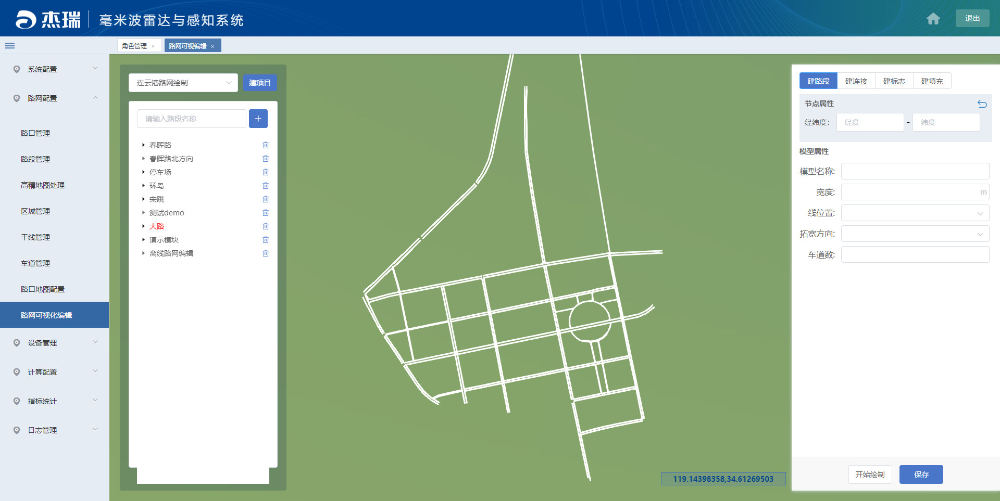 杰瑞 毫米波雷达与感知系统
退出
角色管理 ×
路网可视编辑 ×
系统配置
路网配置
路口管理
路段管理
高精地图处理
区域管理
干线管理
车道管理
路口地图配置
路网可视化编辑
设备管理
计算配置
指标统计
日志管理
连云港路网绘制
建项目
请输入路段名称
+
春晖路
春晖路北方向
停车场
环岛
宋跳
测试demo
大路
演示模块
离线路网编辑
119.14398358,34.61269503
建路段 建连接 建标志 建填充
节点属性
经纬度: 经度 - 纬度
模型属性
模型名称:
宽度: m
线位置:
拓宽方向:
车道数:
开始绘制
保存